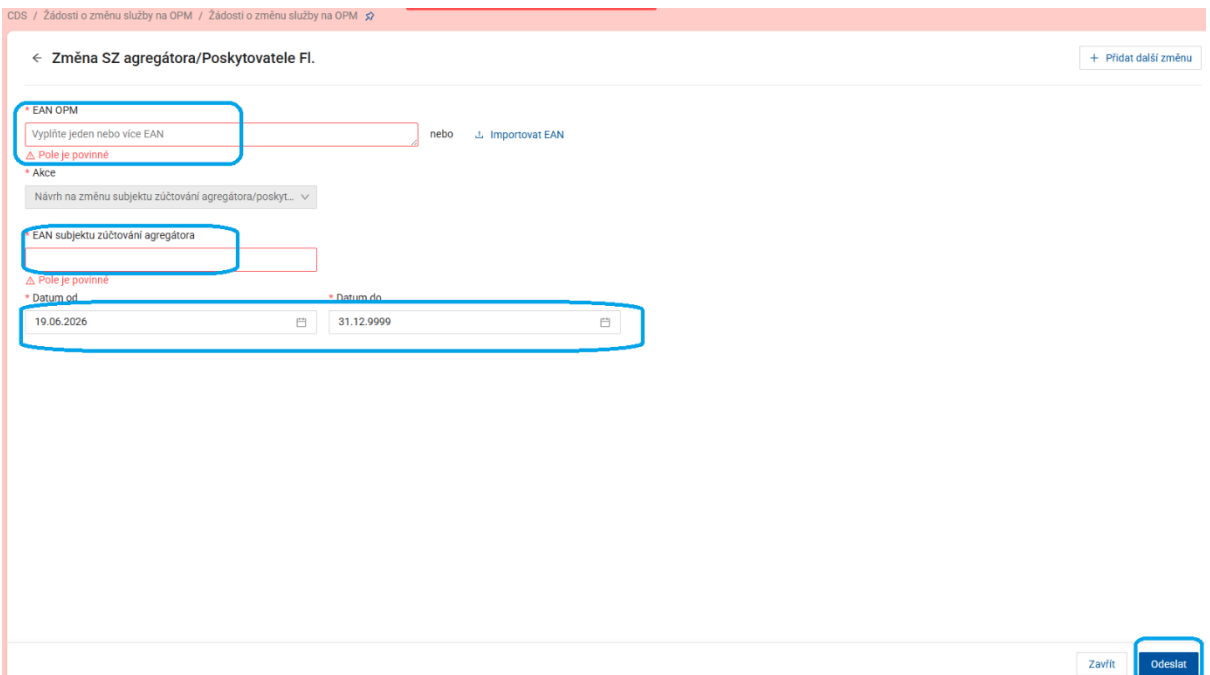 CDS / Žádosti o změnu služby na OPM / Žádosti o změnu služby na OPM
Změna SZ agregátora/Poskytovatele Fl.
+ Přidat další změnu
* EAN OPM
Vyplňte jeden nebo více EAN
nebo
Importovat EAN
Pole je povinné
* Akce
Návrh na změnu subjektu zúčtování agregátora/poskyt...
* EAN subjektu zúčtování agregátora
Pole je povinné
* Datum od * Datum do
19.06.2026 31.12.9999
Zavřít Odeslat